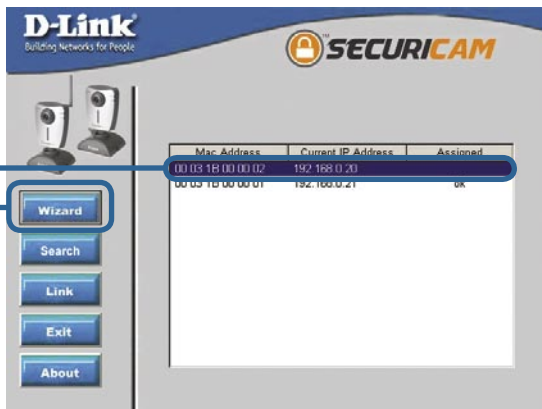 D-Link
Building Networks for People
SECURICAM
Mac Address Current IP Address Assigned
00 03 1B 00 00 02 192.168.0.20
00 03 1B 00 00 01 192.168.0.21 ok
Wizard
Search
Link
Exit
About